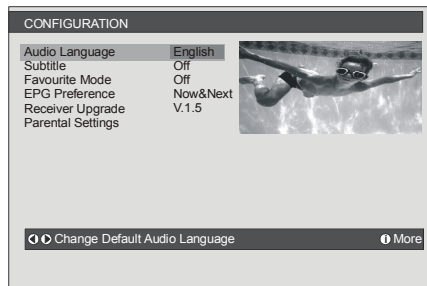 CONFIGURATION
Audio Language English
Subtitle Off
Favourite Mode Off
EPG Preference Now&Next
Receiver Upgrade V.1.5
Parental Settings
Change Default Audio Language i More